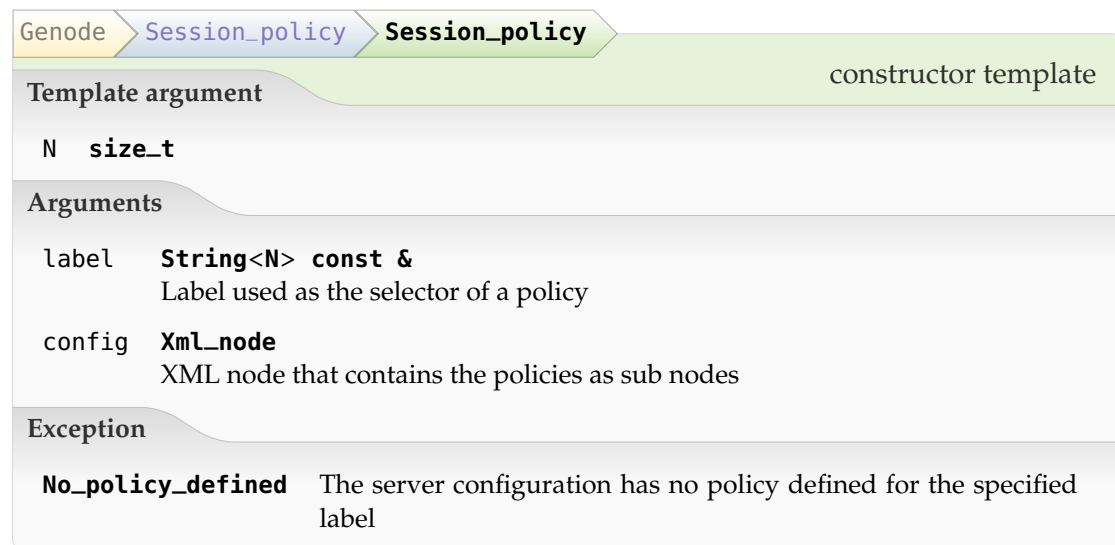 Genode Session_policy Session_policy
constructor template
Template argument
N size_t
Arguments
label String<N> const &
Label used as the selector of a policy
config Xml_node
XML node that contains the policies as sub nodes
Exception
No_policy_defined The server configuration has no policy defined for the specified
label